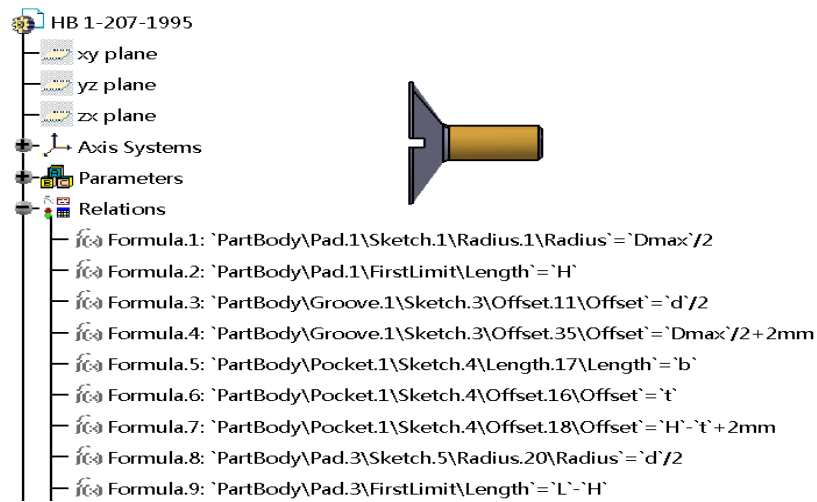 HB 1-207-1995
xy plane
yz plane
zx plane
Axis Systems
Parameters
Relations
Formula.1: `PartBody\Pad.1\Sketch.1\Radius.1\Radius`=`Dmax`/2
Formula.2: `PartBody\Pad.1\FirstLimit\Length`=`H`
Formula.3: `PartBody\Groove.1\Sketch.3\Offset.11\Offset`=`d`/2
Formula.4: `PartBody\Groove.1\Sketch.3\Offset.35\Offset`=`Dmax`/2+2mm
Formula.5: `PartBody\Pocket.1\Sketch.4\Length.17\Length`=`b`
Formula.6: `PartBody\Pocket.1\Sketch.4\Offset.16\Offset`=`t`
Formula.7: `PartBody\Pocket.1\Sketch.4\Offset.18\Offset`=`H`-`t`+2mm
Formula.8: `PartBody\Pad.3\Sketch.5\Radius.20\Radius`=`d`/2
Formula.9: `PartBody\Pad.3\FirstLimit\Length`=`L`-`H`